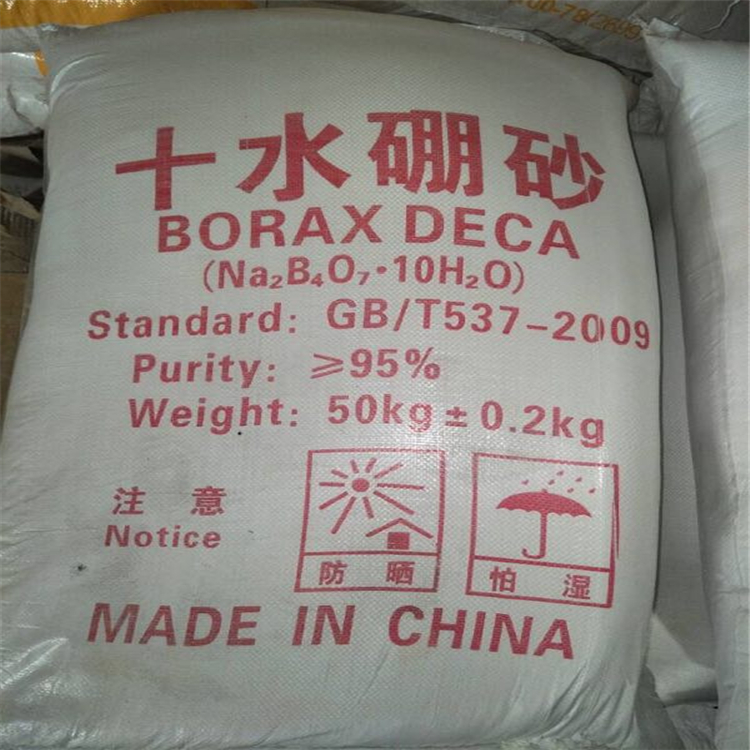 十水硼砂
BORAX DECA
(Na₂B₄O₇·10H₂O)
Standard: GB/T537-2009
Purity: ≥95%
Weight: 50kg±0.2kg
注意
Notice
防晒
怕湿
MADE IN CHINA